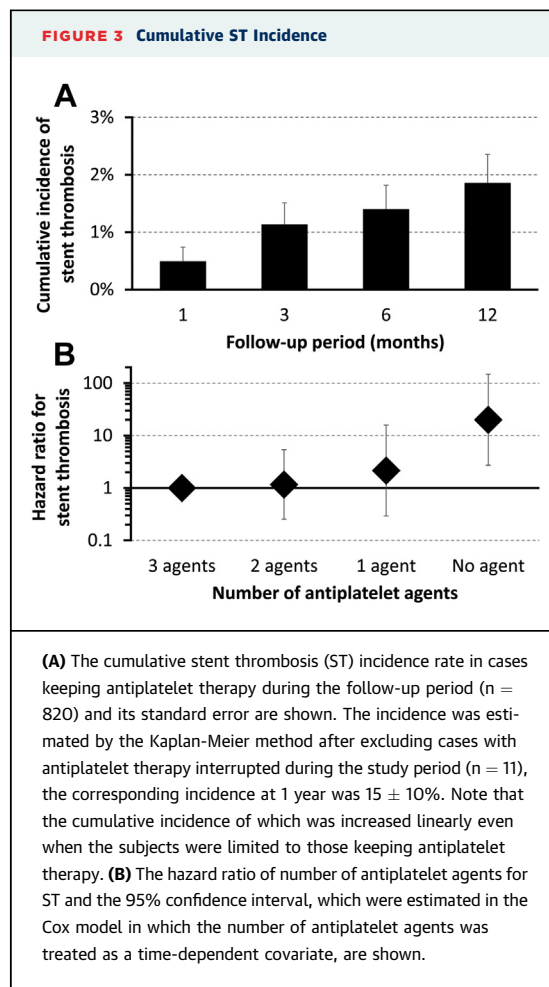 FIGURE 3 Cumulative ST Incidence
A
Cumulative incidence of
stent thrombosis
3%
2%
1%
0%
1 3 6 12
Follow-up period (months)
B
Hazard ratio for
stent thrombosis
100
10
1
0.1
3 agents 2 agents 1 agent No agent
Number of antiplatelet agents
(A) The cumulative stent thrombosis (ST) incidence rate in cases
keeping antiplatelet therapy during the follow-up period (n =
820) and its standard error are shown. The incidence was esti-
mated by the Kaplan-Meier method after excluding cases with
antiplatelet therapy interrupted during the study period (n = 11),
the corresponding incidence at 1 year was 15 ± 10%. Note that
the cumulative incidence of which was increased linearly even
when the subjects were limited to those keeping antiplatelet
therapy. (B) The hazard ratio of number of antiplatelet agents for
ST and the 95% confidence interval, which were estimated in the
Cox model in which the number of antiplatelet agents was
treated as a time-dependent covariate, are shown.